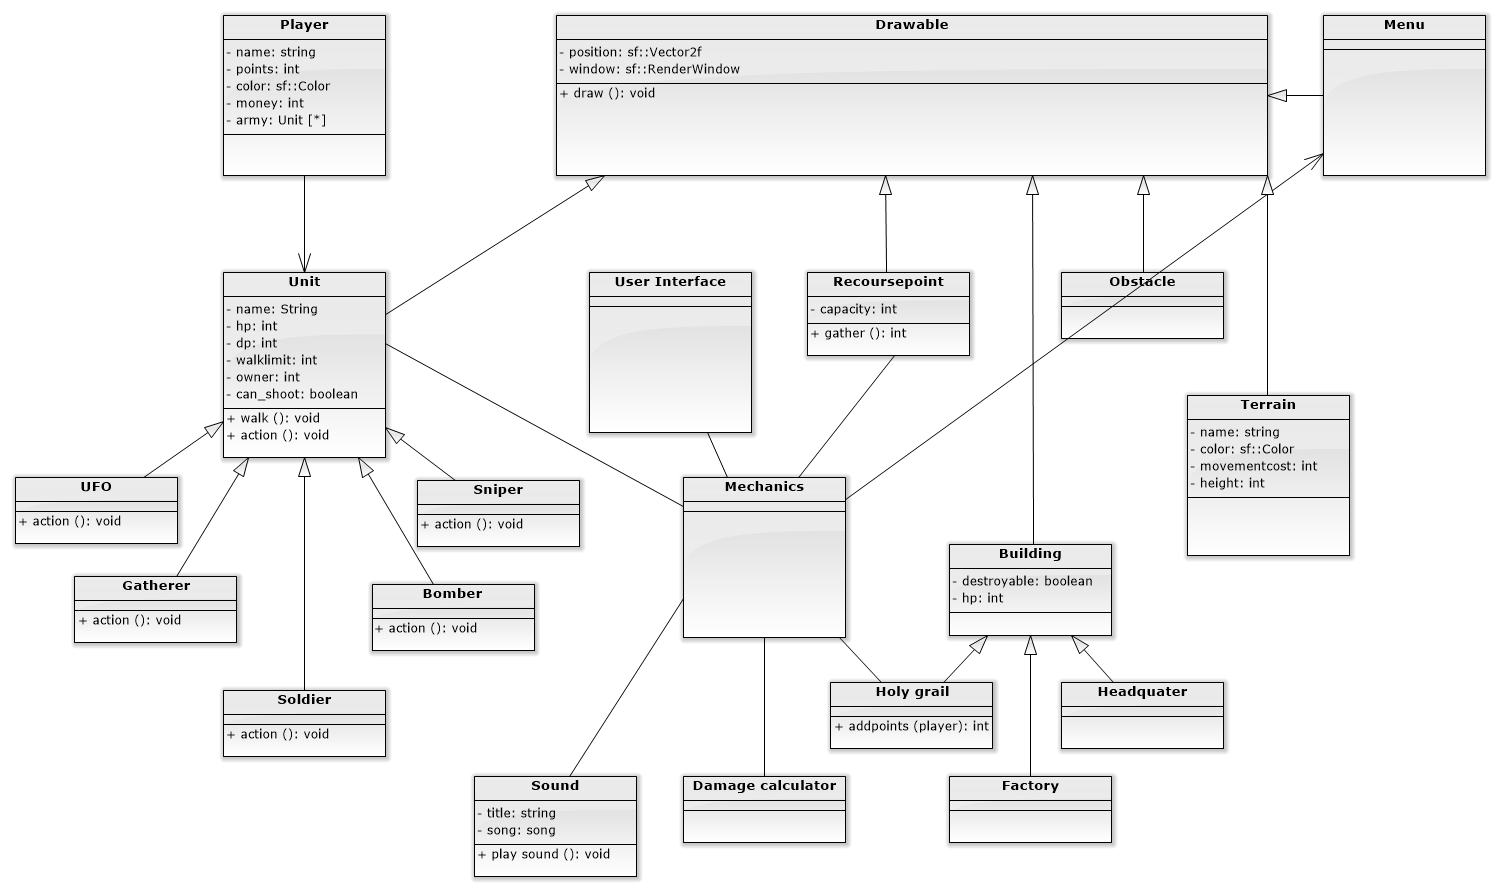 Player
- name: string
- points: int
- color: sf::Color
- money: int
- army: Unit [*]
Drawable
- position: sf::Vector2f
- window: sf::RenderWindow
+ draw (): void
Menu
Unit
- name: String
- hp: int
- dp: int
- walklimit: int
- owner: int
- can_shoot: boolean
+ walk (): void
+ action (): void
User Interface
Recoursepoint
- capacity: int
+ gather (): int
Obstacle
Terrain
- name: string
- color: sf::Color
- movementcost: int
- height: int
UFO
+ action (): void
Sniper
+ action (): void
Mechanics
Building
- destroyable: boolean
- hp: int
Gatherer
+ action (): void
Bomber
+ action (): void
Soldier
+ action (): void
Holy grail
+ addpoints (player): int
Headquater
Sound
- title: string
- song: song
+ play sound (): void
Damage calculator
Factory